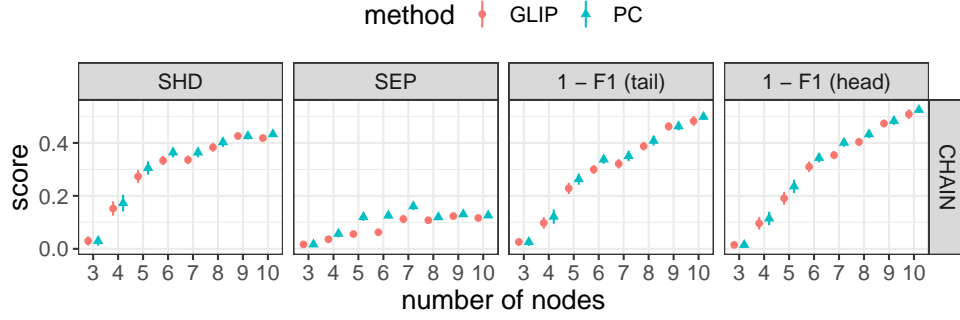 method GLIP PC
SHD SEP 1 − F1 (tail) 1 − F1 (head)
0.4
0.2
0.0
score
CHAIN
3 4 5 6 7 8 9 10 3 4 5 6 7 8 9 10 3 4 5 6 7 8 9 10 3 4 5 6 7 8 9 10
number of nodes